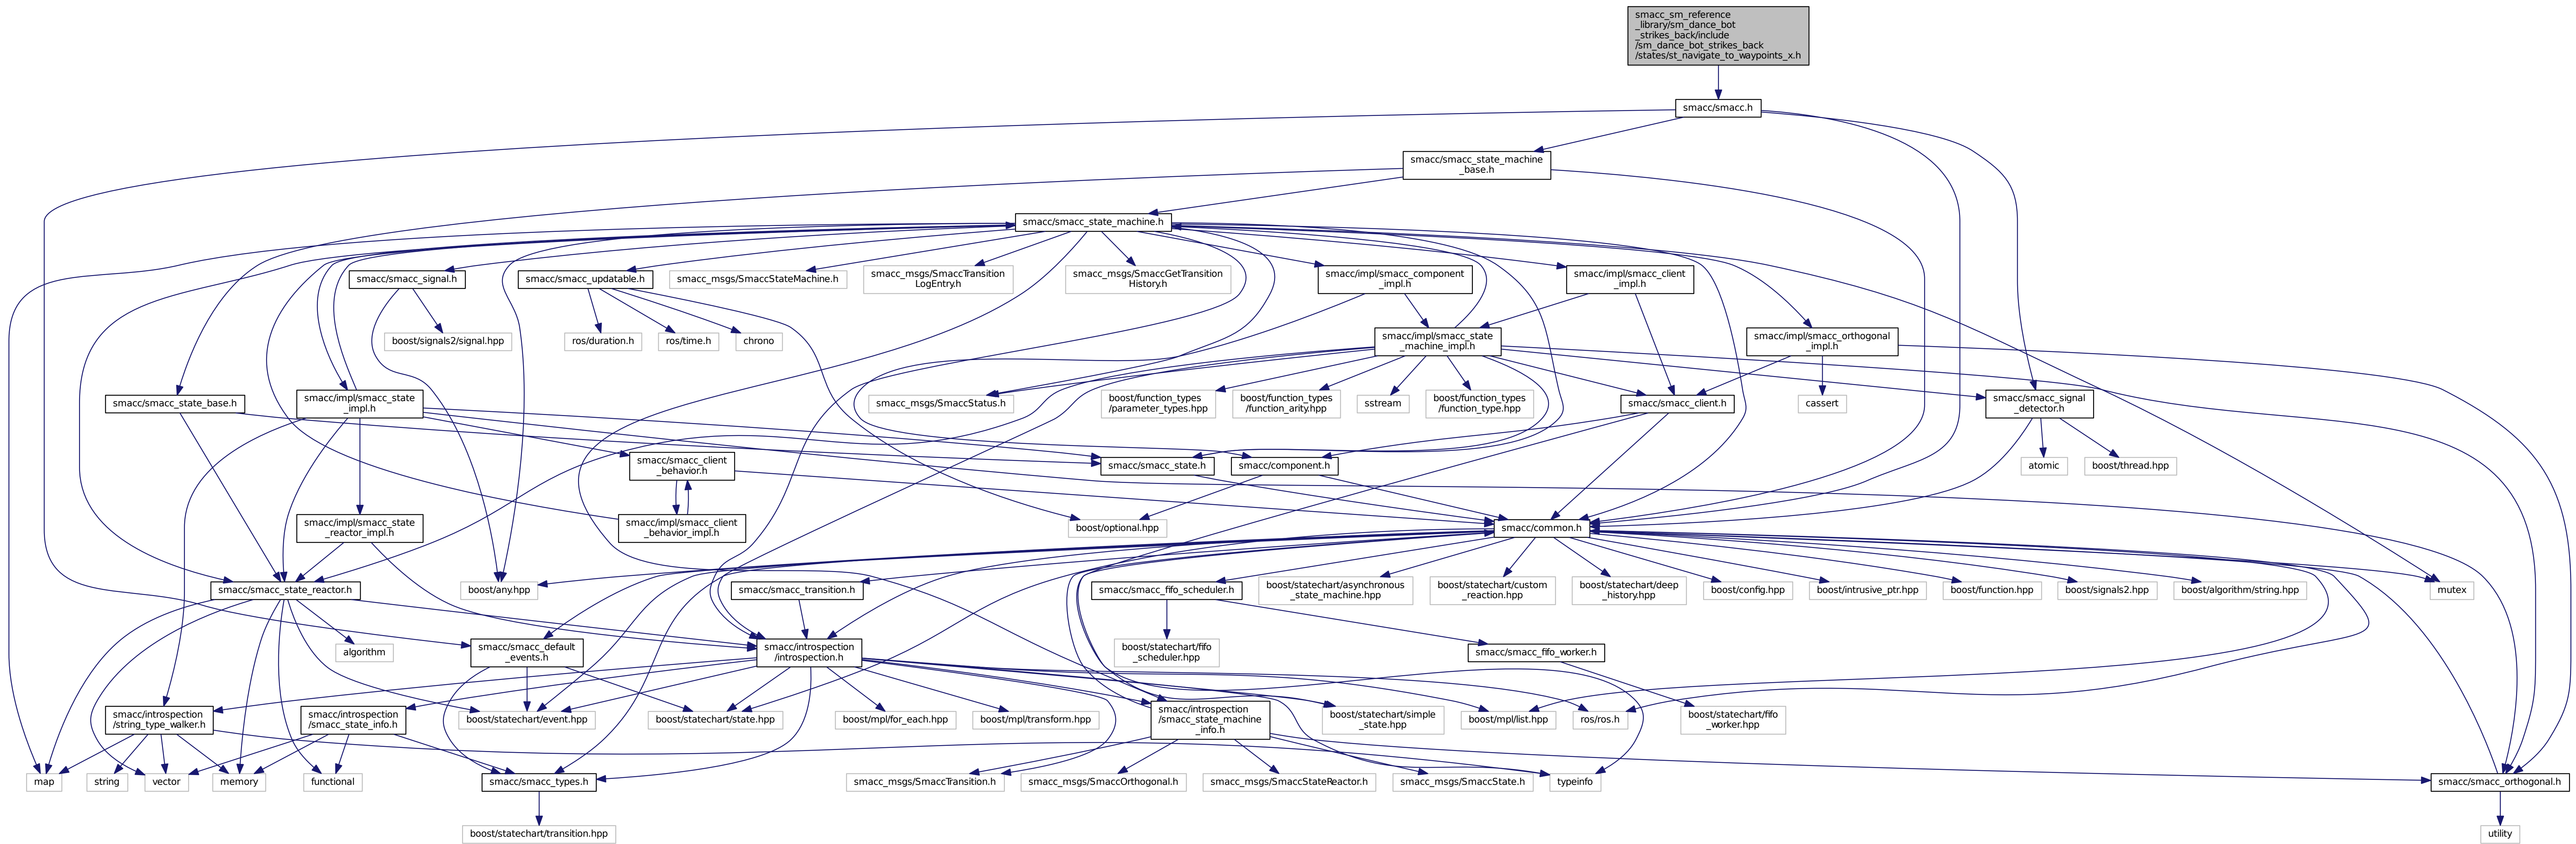 smacc_sm_reference
_library/sm_dance_bot
_strikes_back/include
/sm_dance_bot_strikes_back
/states/st_navigate_to_waypoints_x.h
smacc/smacc.h
smacc/smacc_state_machine
_base.h
smacc/smacc_state_machine.h
smacc/smacc_signal.h
smacc/smacc_updatable.h
smacc_msgs/SmaccStateMachine.h
smacc_msgs/SmaccTransition
LogEntry.h
smacc_msgs/SmaccGetTransition
History.h
smacc/impl/smacc_component
_impl.h
smacc/impl/smacc_client
_impl.h
boost/signals2/signal.hpp
ros/duration.h
ros/time.h
chrono
smacc/impl/smacc_state
_machine_impl.h
smacc/impl/smacc_orthogonal
_impl.h
smacc/smacc_state_base.h
smacc/impl/smacc_state
_impl.h
smacc_msgs/SmaccStatus.h
boost/function_types
/parameter_types.hpp
boost/function_types
/function_arity.hpp
sstream
boost/function_types
/function_type.hpp
smacc/smacc_client.h
cassert
smacc/smacc_signal
_detector.h
smacc/smacc_client
_behavior.h
smacc/smacc_state.h
smacc/component.h
atomic
boost/thread.hpp
smacc/impl/smacc_state
_reactor_impl.h
smacc/impl/smacc_client
_behavior_impl.h
boost/optional.hpp
smacc/common.h
smacc/smacc_state_reactor.h
boost/any.hpp
smacc/smacc_transition.h
smacc/smacc_fifo_scheduler.h
boost/statechart/asynchronous
_state_machine.hpp
boost/statechart/custom
_reaction.hpp
boost/statechart/deep
_history.hpp
boost/config.hpp
boost/intrusive_ptr.hpp
boost/function.hpp
boost/signals2.hpp
boost/algorithm/string.hpp
mutex
algorithm
smacc/smacc_default
_events.h
smacc/introspection
/introspection.h
boost/statechart/fifo
_scheduler.hpp
smacc/smacc_fifo_worker.h
smacc/introspection
/string_type_walker.h
smacc/introspection
/smacc_state_info.h
boost/statechart/event.hpp
boost/statechart/state.hpp
boost/mpl/for_each.hpp
boost/mpl/transform.hpp
smacc/introspection
/smacc_state_machine
_info.h
boost/statechart/simple
_state.hpp
boost/mpl/list.hpp
ros/ros.h
boost/statechart/fifo
_worker.hpp
map
string
vector
memory
functional
smacc/smacc_types.h
smacc_msgs/SmaccTransition.h
smacc_msgs/SmaccOrthogonal.h
smacc_msgs/SmaccStateReactor.h
smacc_msgs/SmaccState.h
typeinfo
smacc/smacc_orthogonal.h
boost/statechart/transition.hpp
utility